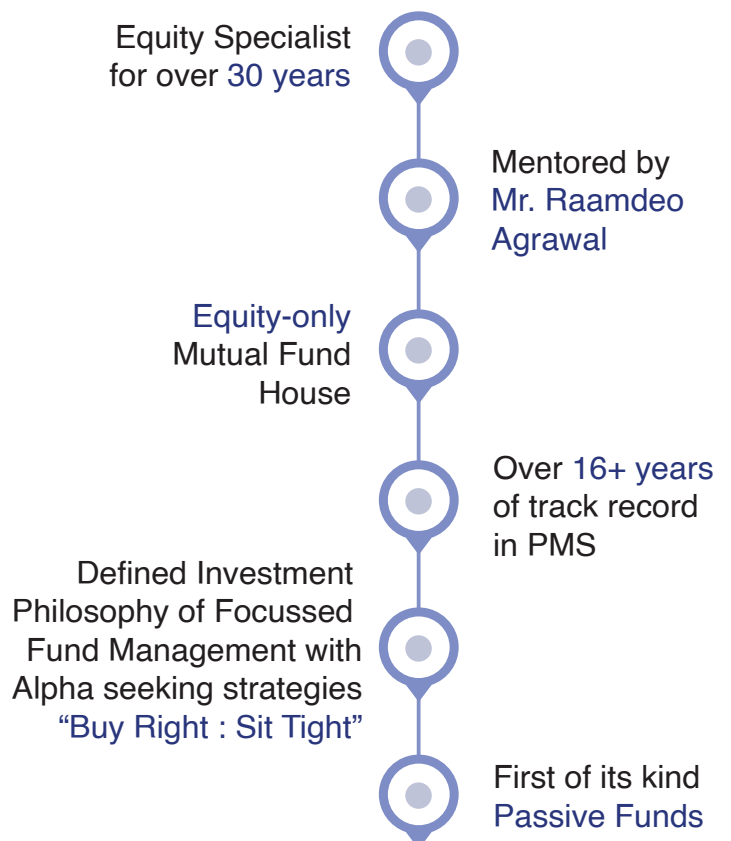 Equity Specialist
for over 30 years
Mentored by
Mr. Raamdeo
Agrawal
Equity-only
Mutual Fund
House
Over 16+ years
of track record
in PMS
Defined Investment
Philosophy of Focussed
Fund Management with
Alpha seeking strategies
“Buy Right : Sit Tight”
First of its kind
Passive Funds